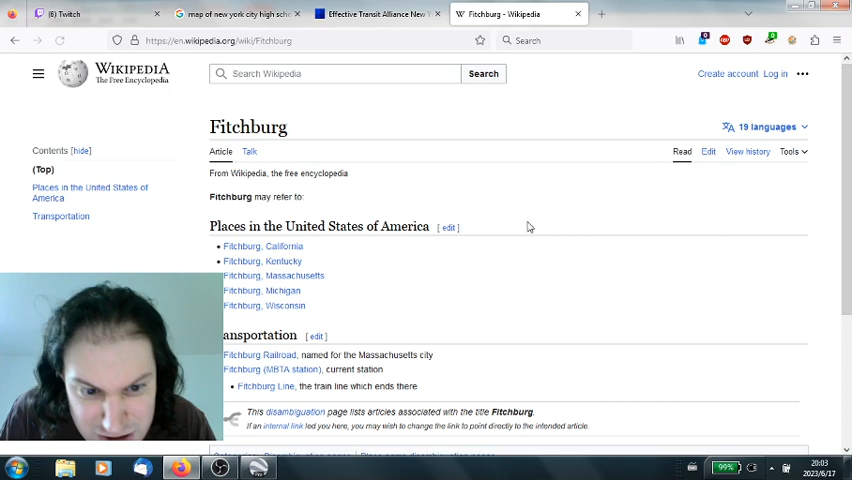 (6) Twitch
map of new york city high scho
Effective Transit Alliance New
Fitchburg - Wikipedia
https://en.wikipedia.org/wiki/Fitchburg
Search
WIKIPEDIA
The Free Encyclopedia
Search Wikipedia
Search
Create account Log in
Fitchburg
19 languages
Contents [hide]
(Top)
Places in the United States of
America
Transportation
Article Talk
Read Edit View history Tools
From Wikipedia, the free encyclopedia
Fitchburg may refer to:
Places in the United States of America [ edit ]
Fitchburg, California
Fitchburg, Kentucky
Fitchburg, Massachusetts
Fitchburg, Michigan
Fitchburg, Wisconsin
ansportation [ edit ]
Fitchburg Railroad, named for the Massachusetts city
Fitchburg (MBTA station), current station
Fitchburg Line, the train line which ends there
This disambiguation page lists articles associated with the title Fitchburg.
If an internal link led you here, you may wish to change the link to point directly to the intended article.
99%
20:03
2023/6/17